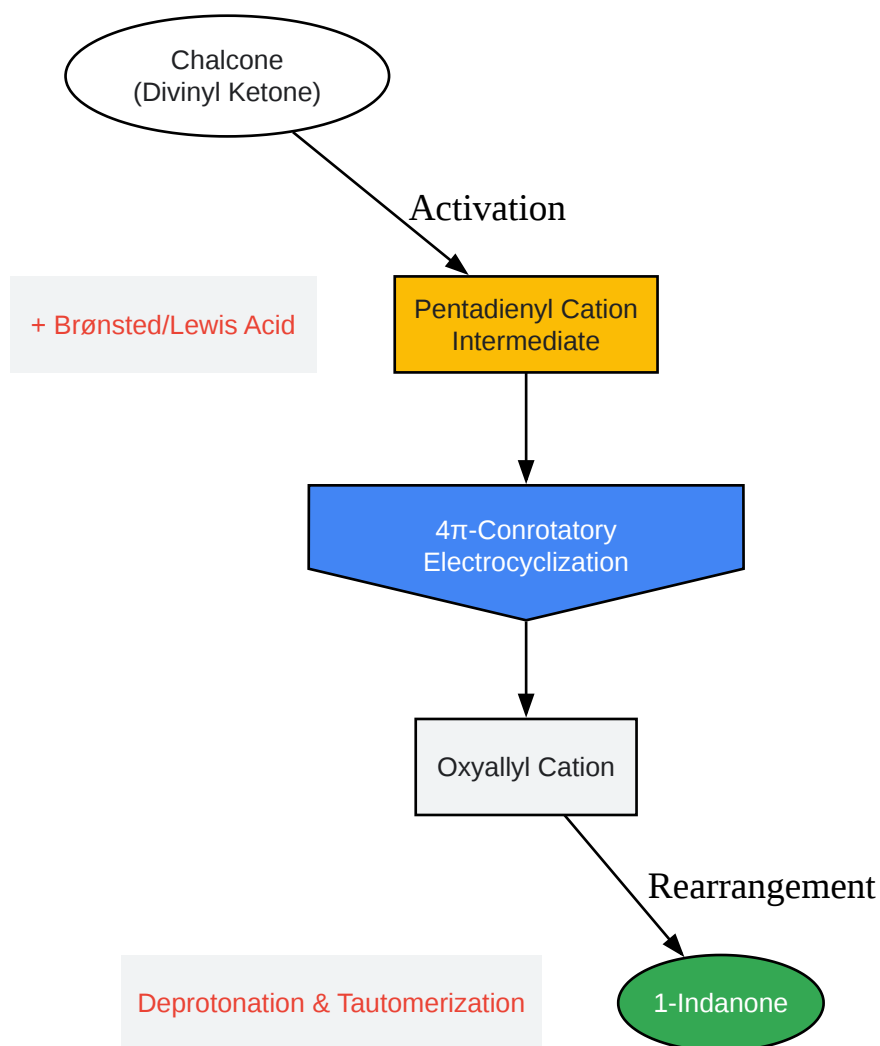 Chalcone
(Divinyl Ketone)
Activation
+ Brønsted/Lewis Acid
Pentadienyl Cation
Intermediate
4π-Conrotatory
Electrocyclization
Oxyallyl Cation
Rearrangement
Deprotonation & Tautomerization
1-Indanone